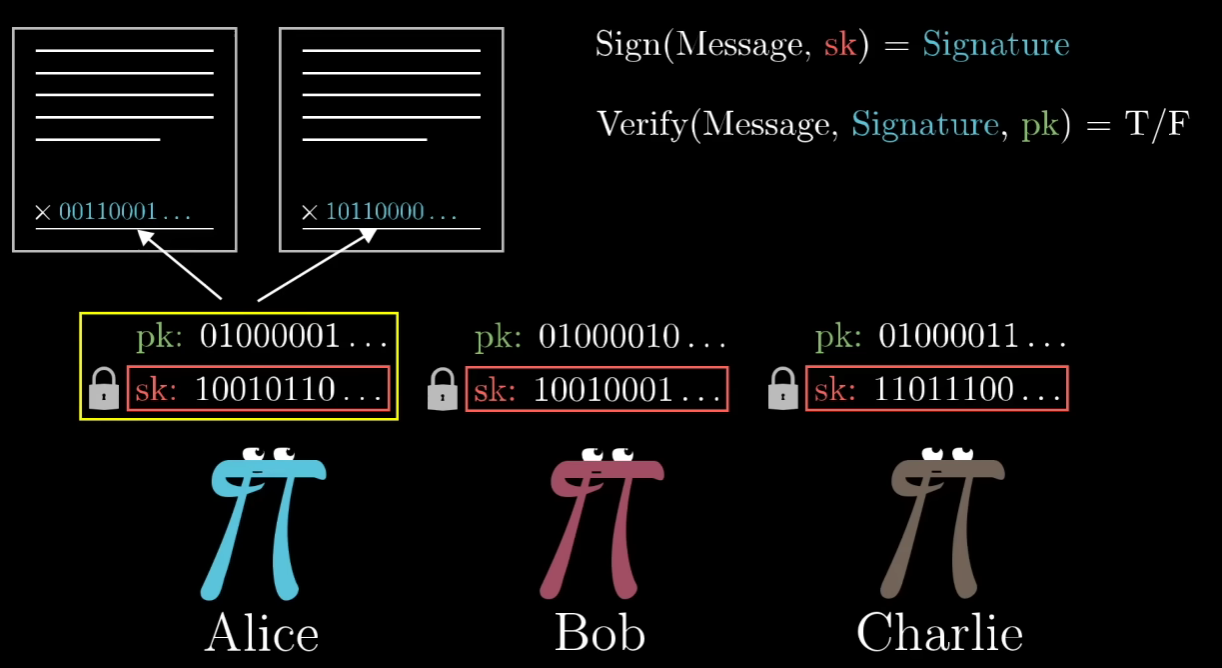 Sign(Message, sk) = Signature
Verify(Message, Signature, pk) = T/F
× 00110001...
× 10110000...
pk: 01000001...
sk: 10010110...
pk: 01000010...
sk: 10010001...
pk: 01000011...
sk: 11011100...
Alice
Bob
Charlie